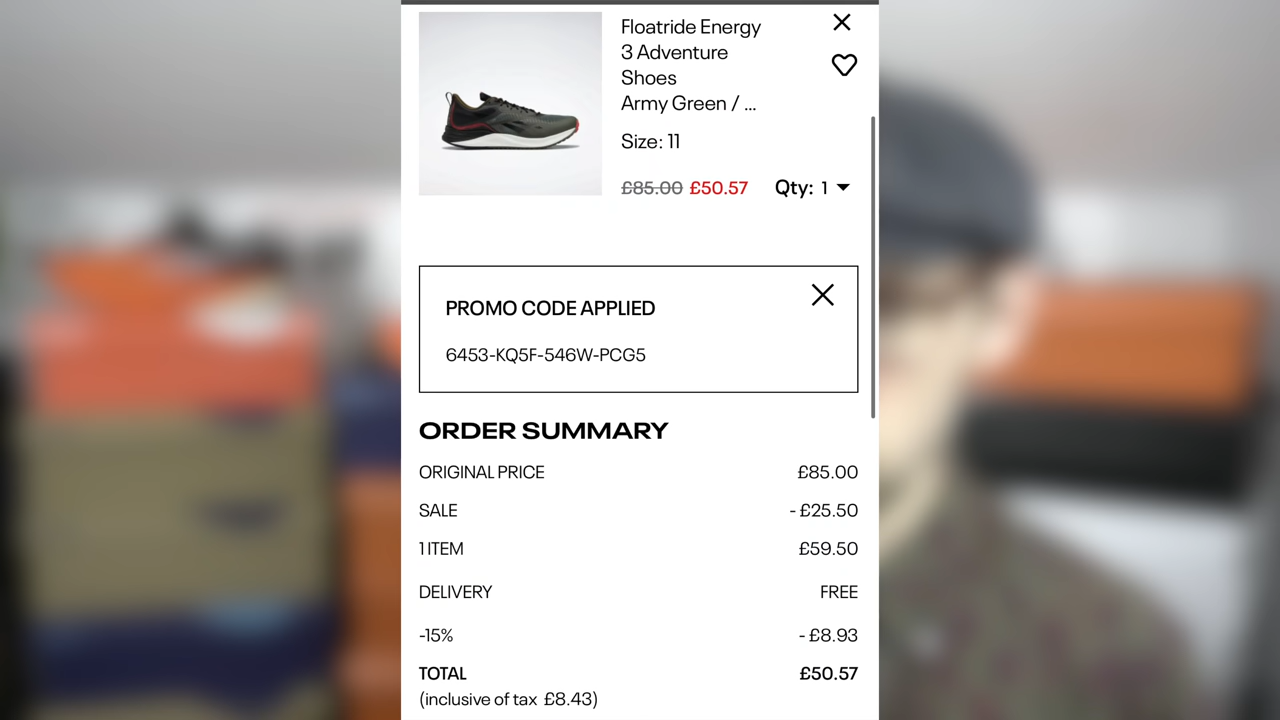 Floatride Energy
3 Adventure
Shoes
Army Green / ...
Size: 11
£85.00 £50.57 Qty: 1
PROMO CODE APPLIED
6453-KQ5F-546W-PCG5
ORDER SUMMARY
ORIGINAL PRICE £85.00
SALE - £25.50
1 ITEM £59.50
DELIVERY FREE
-15% - £8.93
TOTAL £50.57
(inclusive of tax £8.43)